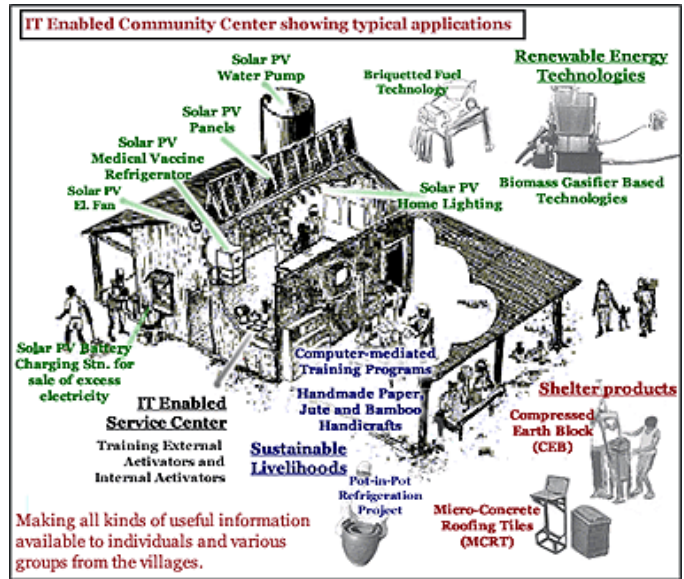 IT Enabled Community Center showing typical applications
Solar PV
Water Pump
Solar PV
Panels
Solar PV
Medical Vaccine
Refrigerator
Solar PV
El. Fan
Briquetted Fuel
Technology
Renewable Energy
Technologies
Biomass Gasifier Based
Technologies
Solar PV
Home Lighting
Solar PV Battery
Charging Stn. for
sale of excess
electricity
IT Enabled
Service Center
Training External
Activators and
Internal Activators
Computer-mediated
Training Programs
Handmade Paper,
Jute and Bamboo
Handicrafts
Sustainable
Livelihoods
Pot-in-Pot
Refrigeration
Project
Shelter products
Compressed
Earth Block
(CEB)
Micro-Concrete
Roofing Tiles
(MCRT)
Making all kinds of useful information
available to individuals and various
groups from the villages.